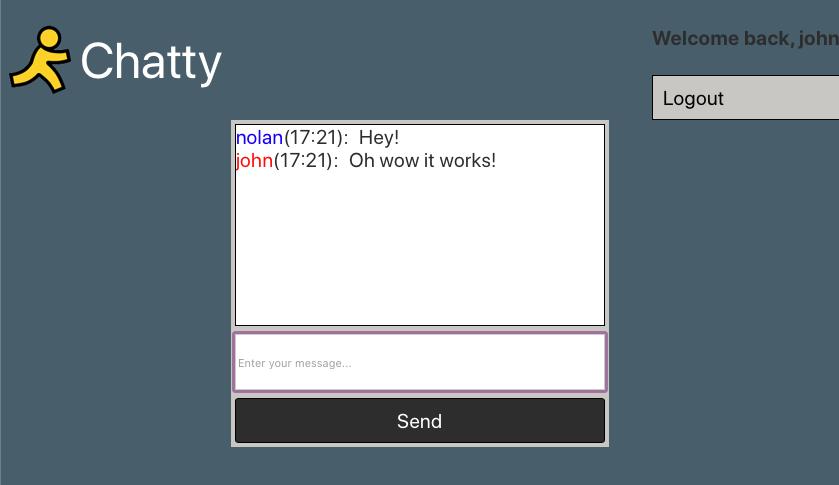 Chatty
Welcome back, john
Logout
nolan(17:21): Hey!
john(17:21): Oh wow it works!
Enter your message...
Send